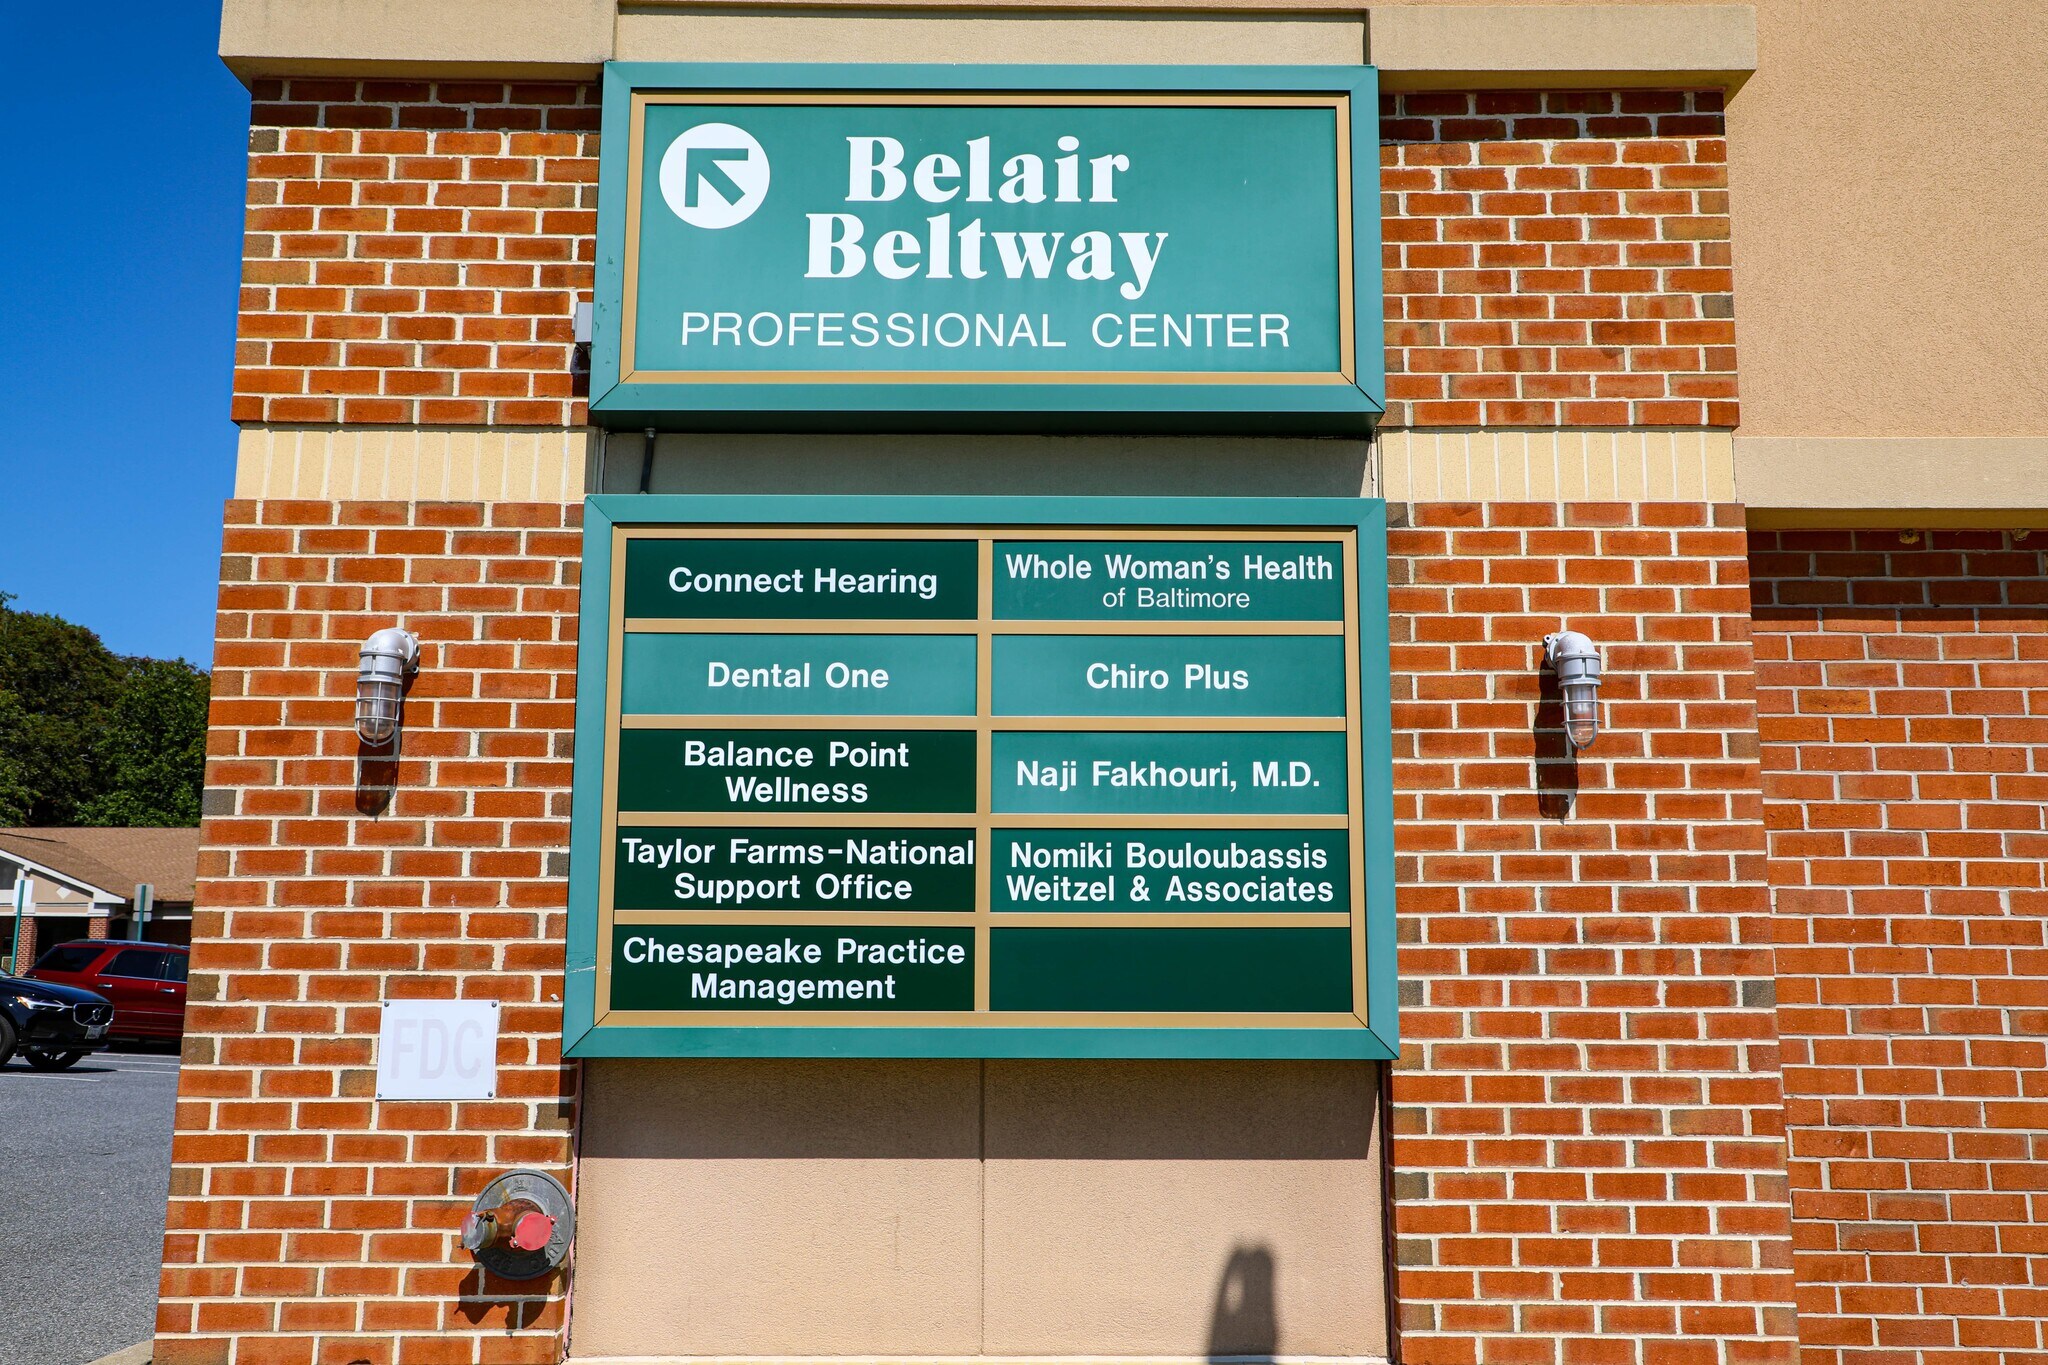 Belair
Beltway
PROFESSIONAL CENTER
Connect Hearing
Whole Woman's Health
of Baltimore
Dental One
Chiro Plus
Balance Point
Wellness
Naji Fakhouri, M.D.
Taylor Farms-National
Support Office
Nomiki Bouloubassis
Weitzel & Associates
Chesapeake Practice
Management
FDC